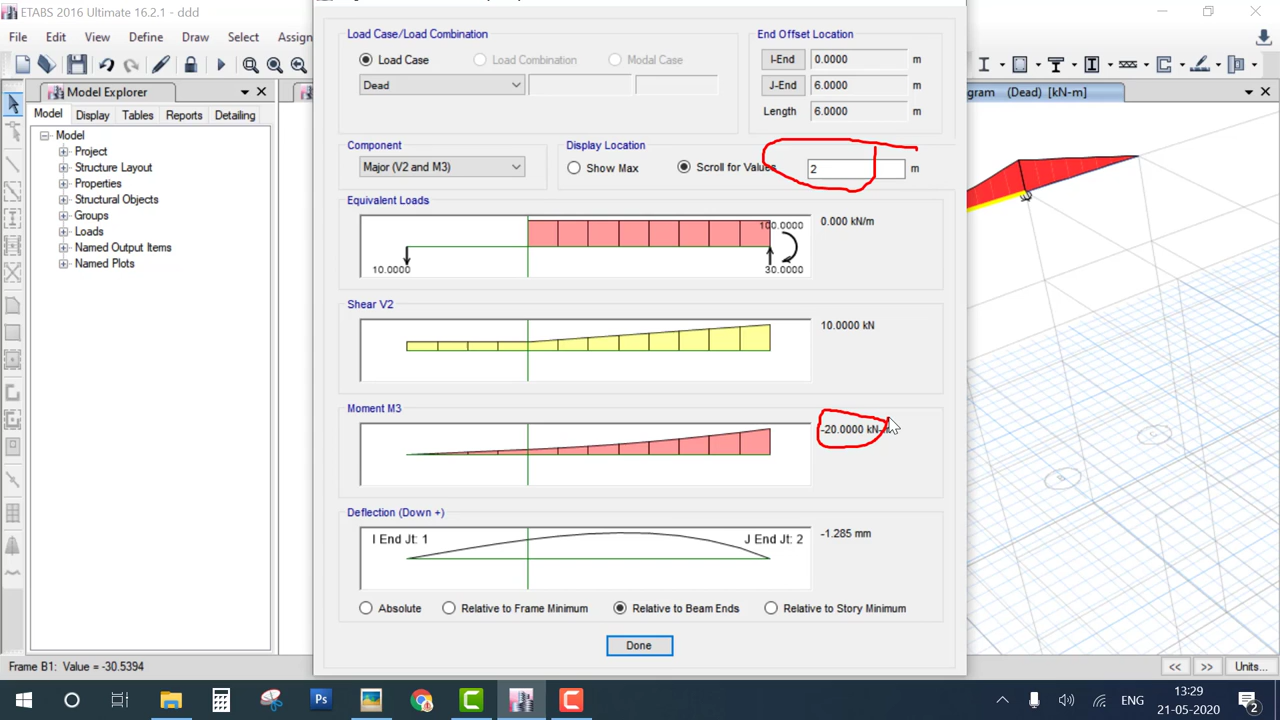 ETABS 2016 Ultimate 16.2.1 - ddd
File Edit View Define Draw Select Assign
Model Explorer
Model Display Tables Reports Detailing
Model
Project
Structure Layout
Properties
Structural Objects
Groups
Loads
Named Output Items
Named Plots
Load Case/Load Combination
Load Case Load Combination Modal Case
Dead
End Offset Location
I-End 0.0000 m
J-End 6.0000 m
Length 6.0000 m
Component
Major (V2 and M3)
Display Location
Show Max Scroll for Values 2 m
Equivalent Loads
10.0000 100.0000 30.0000
0.000 kN/m
Shear V2
10.0000 kN
Moment M3
-20.0000 kN-m
Deflection (Down +)
I End Jt: 1 J End Jt: 2
-1.285 mm
Absolute Relative to Frame Minimum Relative to Beam Ends Relative to Story Minimum
Done
(Dead) [kN-m]
Frame B1: Value = -30.5394
<< >> Units...
Ps
ENG
13:29
21-05-2020
2